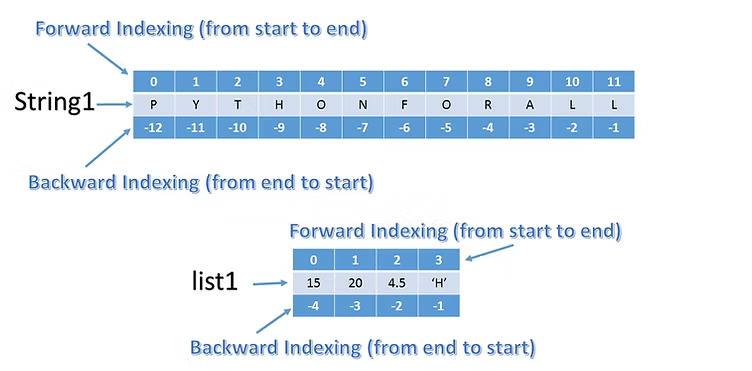 Forward Indexing (from start to end)
0 1 2 3 4 5 6 7 8 9 10 11
String1 P Y T H O N F O R A L L
-12 -11 -10 -9 -8 -7 -6 -5 -4 -3 -2 -1
Backward Indexing (from end to start)
Forward Indexing (from start to end)
0 1 2 3
list1 15 20 4.5 ‘H’
-4 -3 -2 -1
Backward Indexing (from end to start)